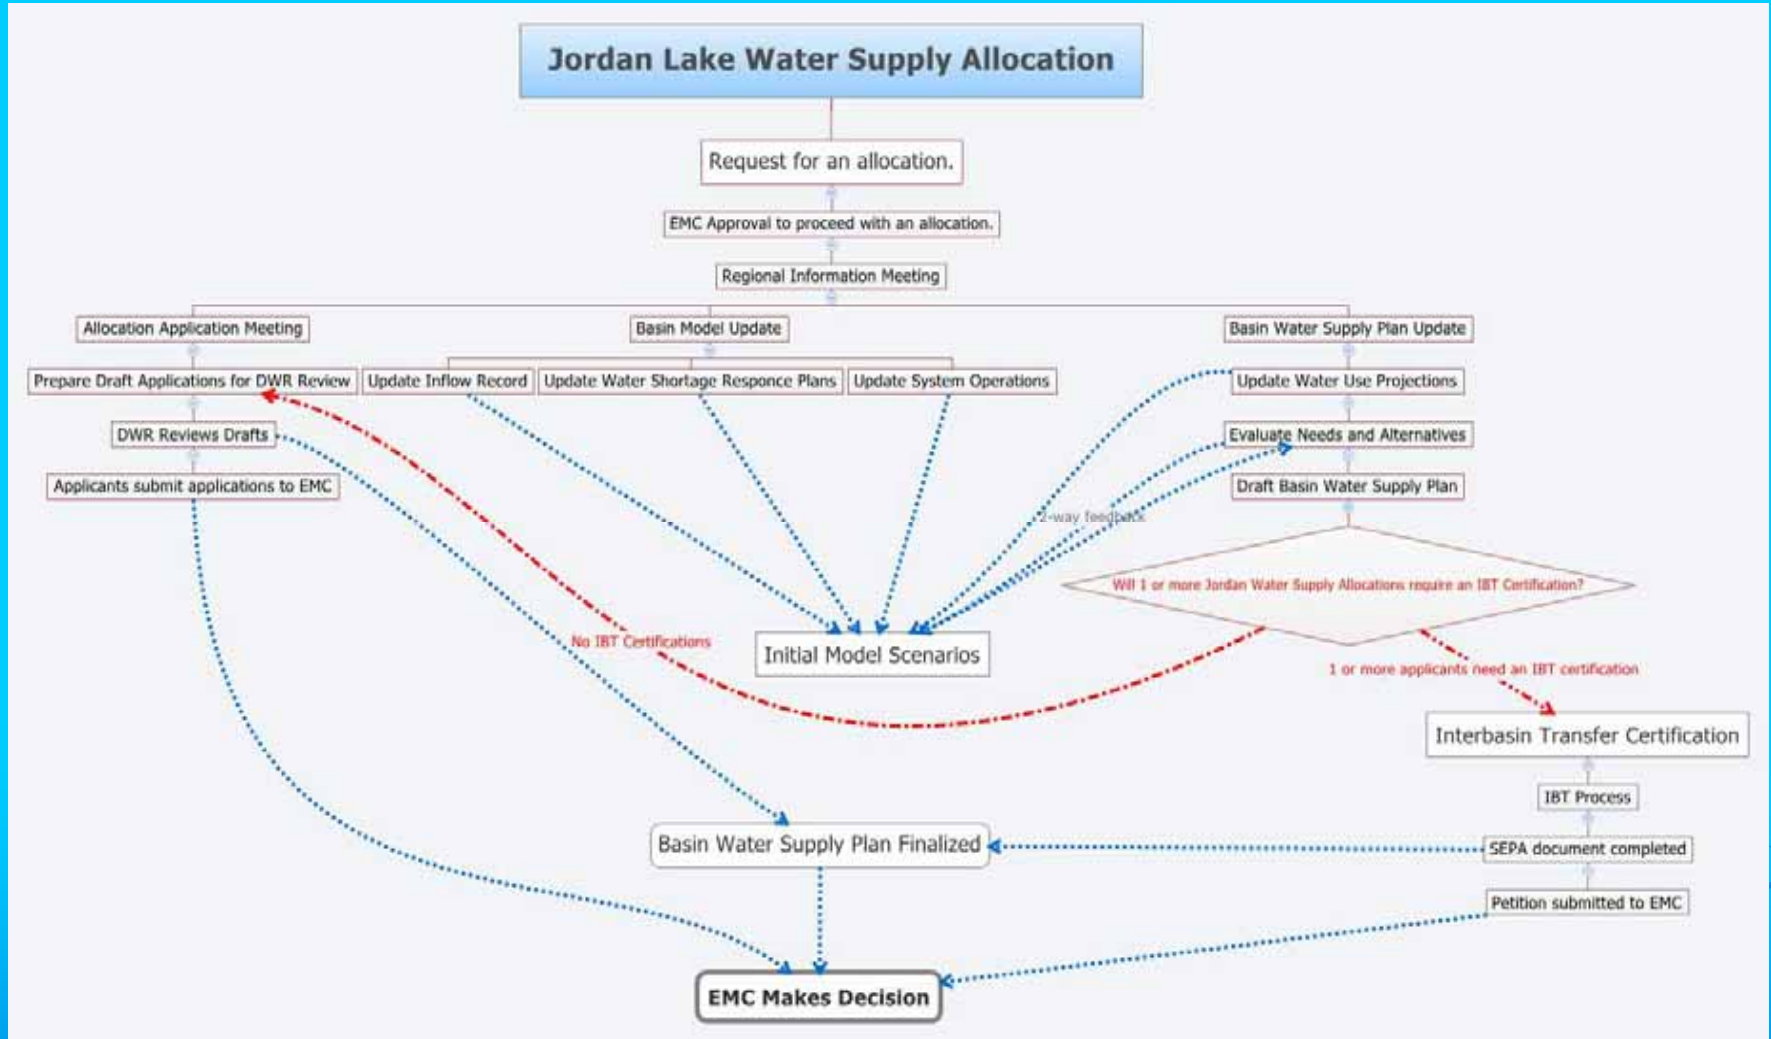 Jordan Lake Water Supply Allocation
Request for an allocation.
EMC Approval to proceed with an allocation.
Regional Information Meeting
Allocation Application Meeting
Basin Model Update
Basin Water Supply Plan Update
Prepare Draft Applications for DWR Review
Update Inflow Record
Update Water Shortage Responce Plans
Update System Operations
Update Water Use Projections
DWR Reviews Drafts
Evaluate Needs and Alternatives
Applicants submit applications to EMC
Draft Basin Water Supply Plan
2-way feedback
Will 1 or more Jordan Water Supply Allocations require an IBT Certification?
No IBT Certifications
Initial Model Scenarios
1 or more applicants need an IBT certification
Interbasin Transfer Certification
IBT Process
Basin Water Supply Plan Finalized
SEPA document completed
Petition submitted to EMC
EMC Makes Decision